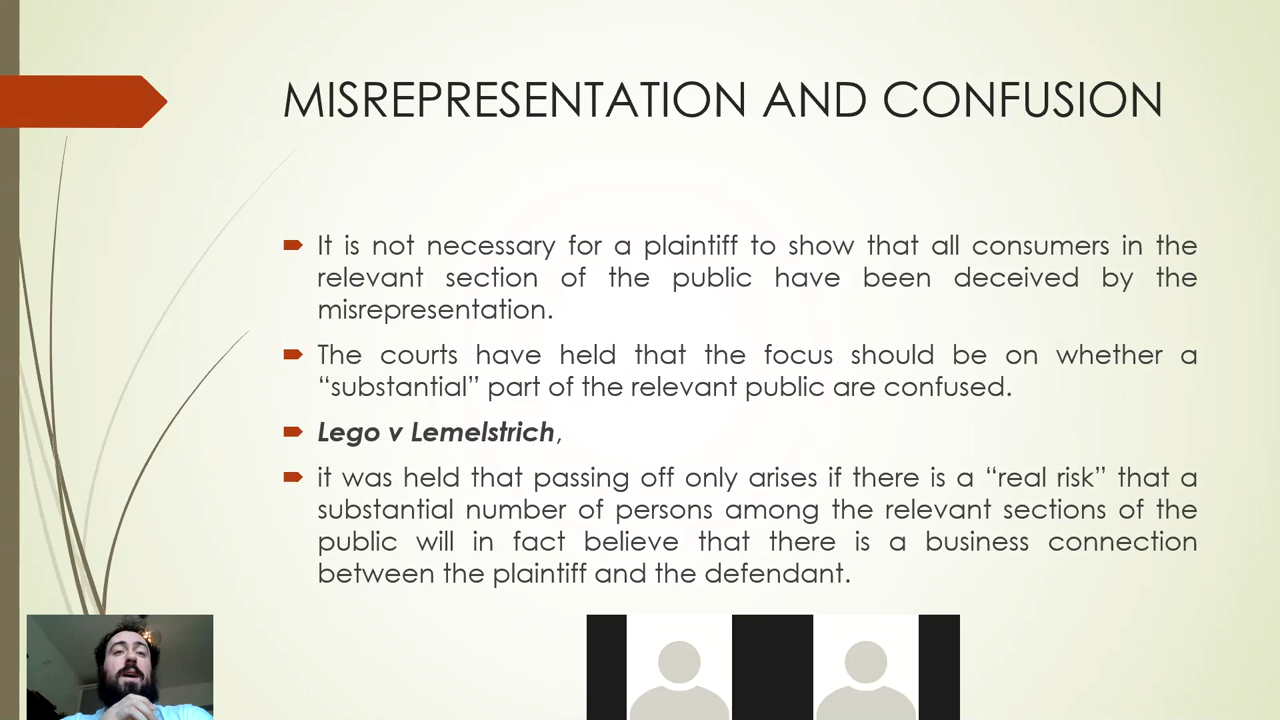 MISREPRESENTATION AND CONFUSION
It is not necessary for a plaintiff to show that all consumers in the
relevant section of the public have been deceived by the
misrepresentation.
The courts have held that the focus should be on whether a
“substantial” part of the relevant public are confused.
Lego v Lemelstrich,
it was held that passing off only arises if there is a “real risk” that a
substantial number of persons among the relevant sections of the
public will in fact believe that there is a business connection
between the plaintiff and the defendant.